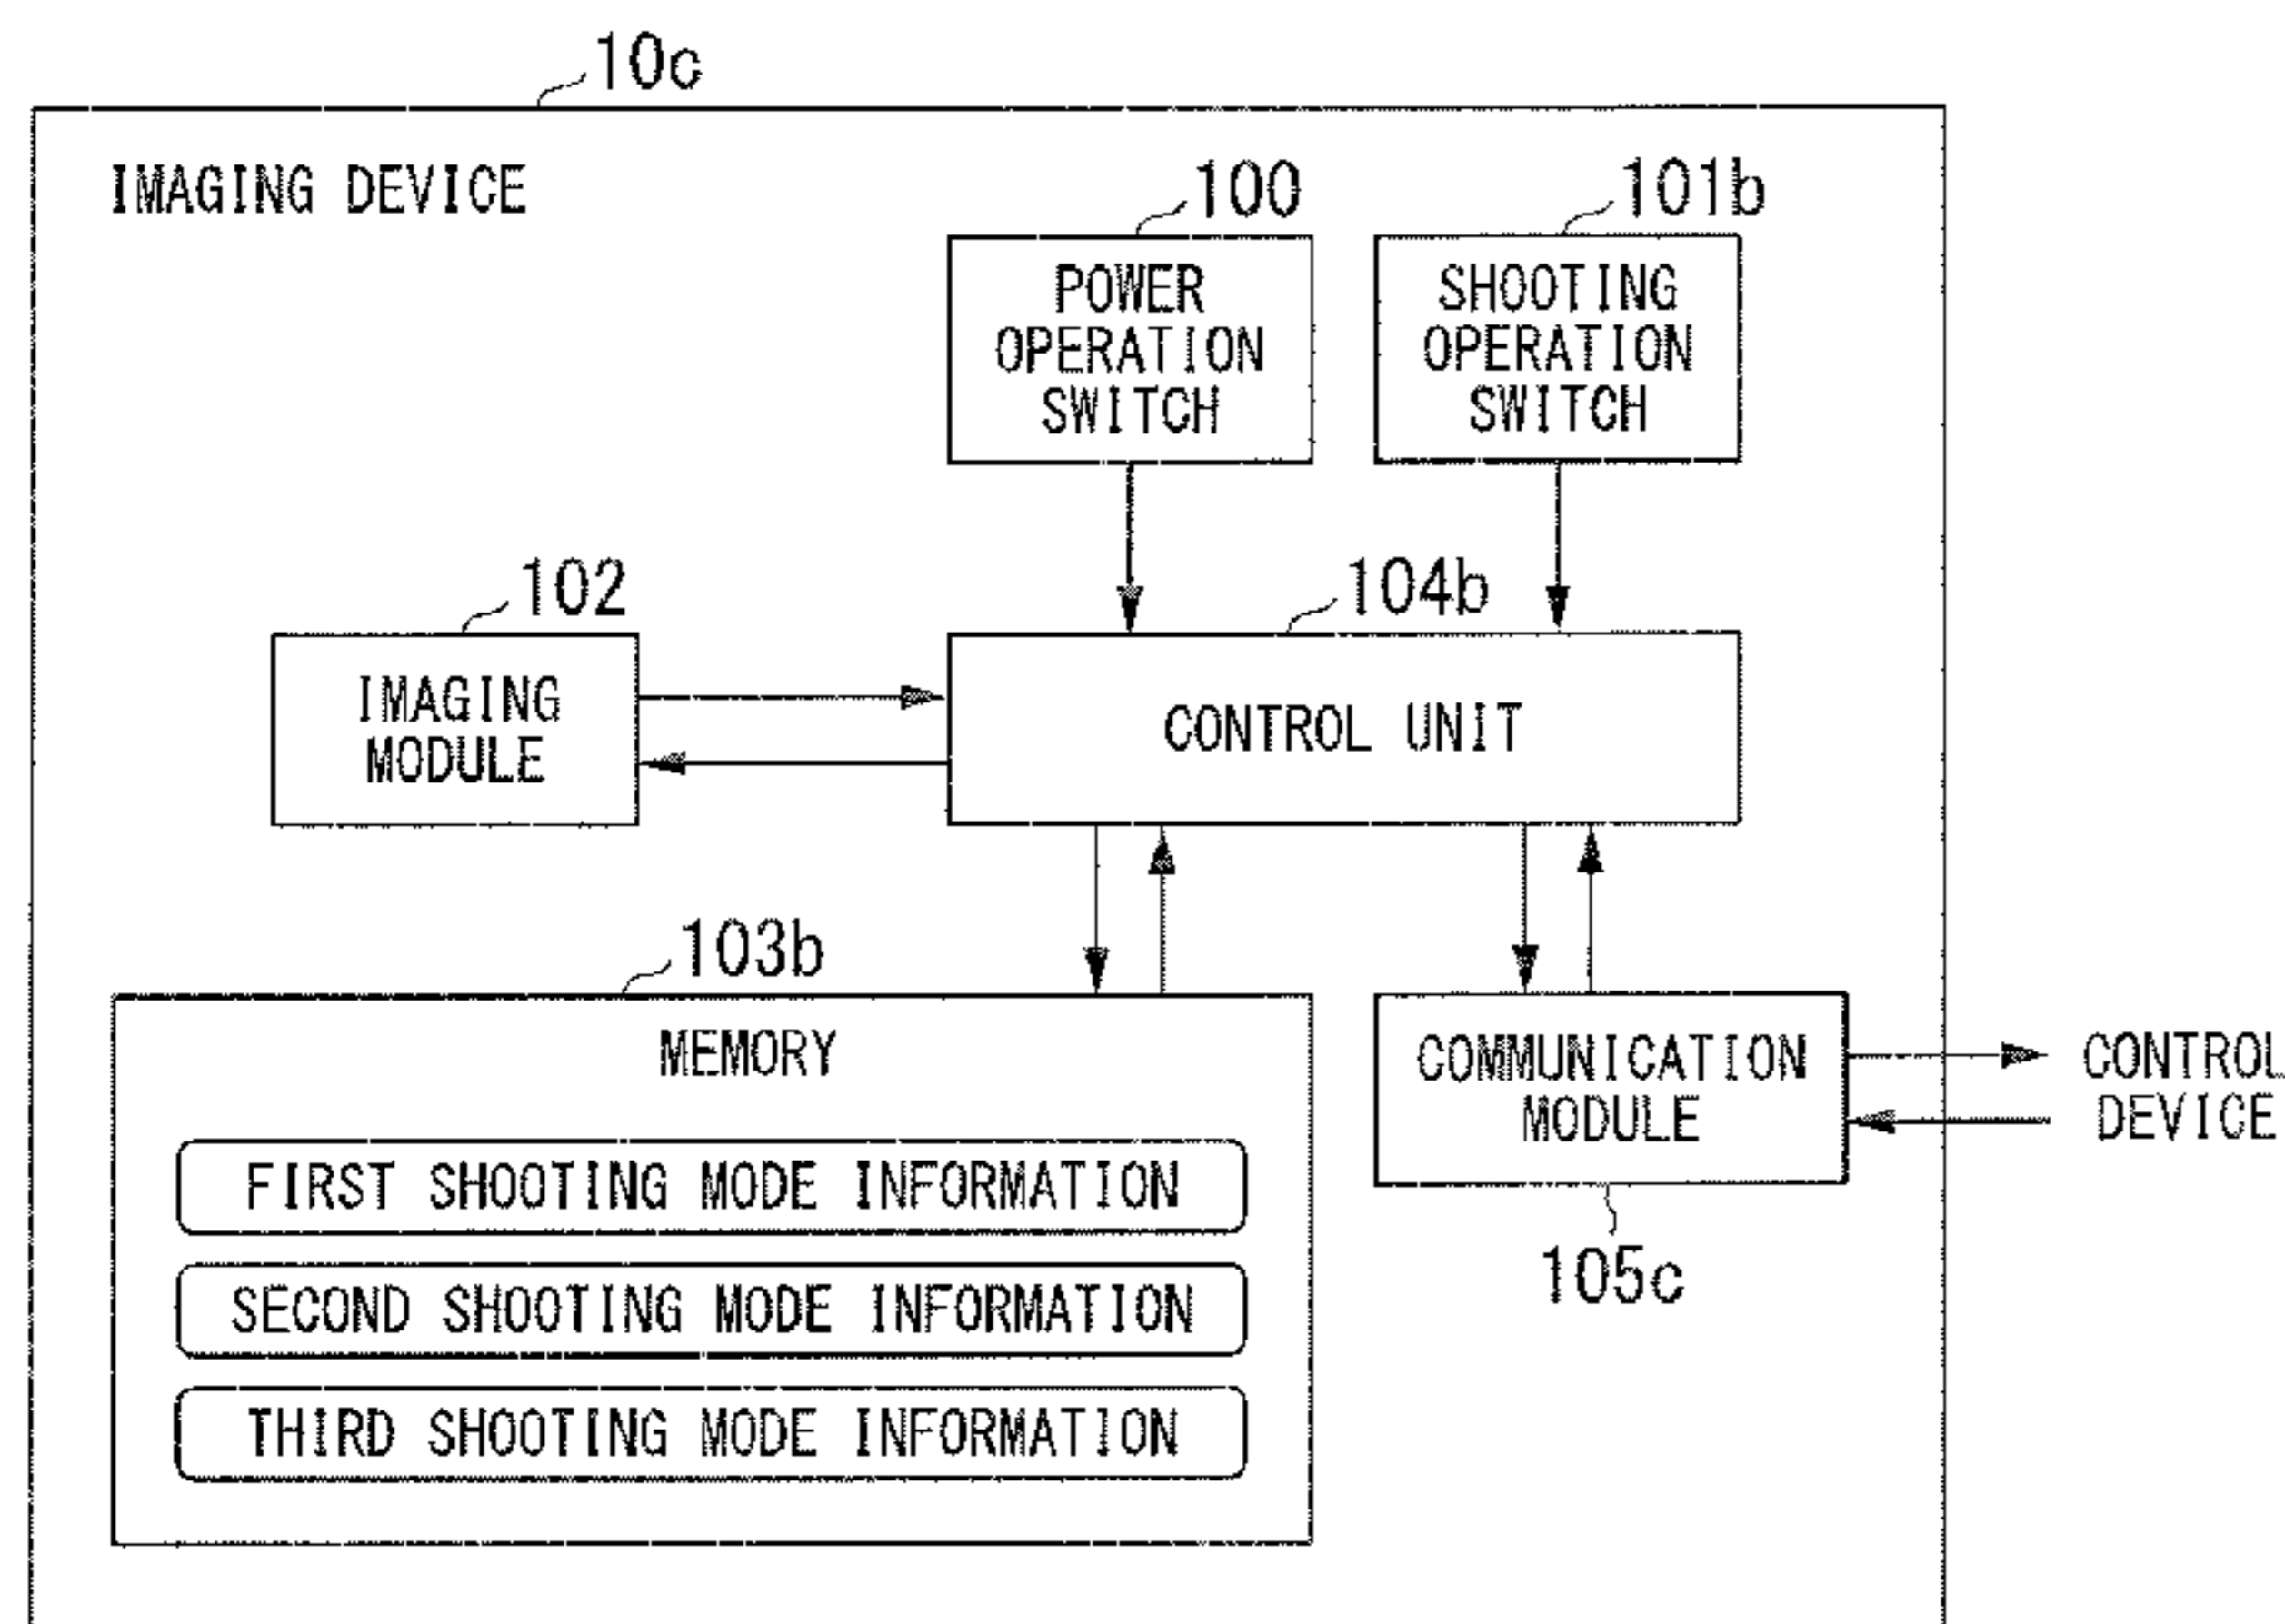 10c
IMAGING DEVICE
100
101b
POWER
OPERATION
SWITCH
SHOOTING
OPERATION
SWITCH
102
104b
IMAGING
MODULE
CONTROL UNIT
103b
MEMORY
FIRST SHOOTING MODE INFORMATION
SECOND SHOOTING MODE INFORMATION
THIRD SHOOTING MODE INFORMATION
COMMUNICATION
MODULE
105c
CONTROL
DEVICE